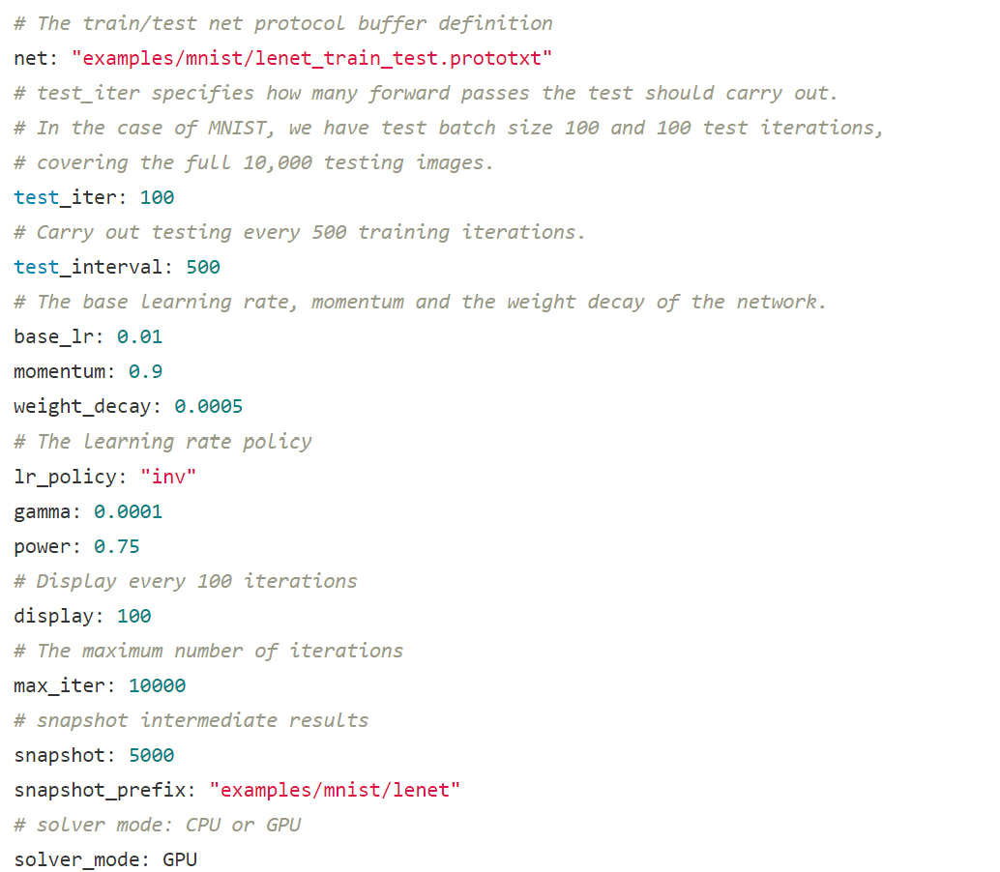 # The train/test net protocol buffer definition
net: "examples/mnist/lenet_train_test.prototxt"
# test_iter specifies how many forward passes the test should carry out.
# In the case of MNIST, we have test batch size 100 and 100 test iterations,
# covering the full 10,000 testing images.
test_iter: 100
# Carry out testing every 500 training iterations.
test_interval: 500
# The base learning rate, momentum and the weight decay of the network.
base_lr: 0.01
momentum: 0.9
weight_decay: 0.0005
# The learning rate policy
lr_policy: "inv"
gamma: 0.0001
power: 0.75
# Display every 100 iterations
display: 100
# The maximum number of iterations
max_iter: 10000
# snapshot intermediate results
snapshot: 5000
snapshot_prefix: "examples/mnist/lenet"
# solver mode: CPU or GPU
solver_mode: GPU